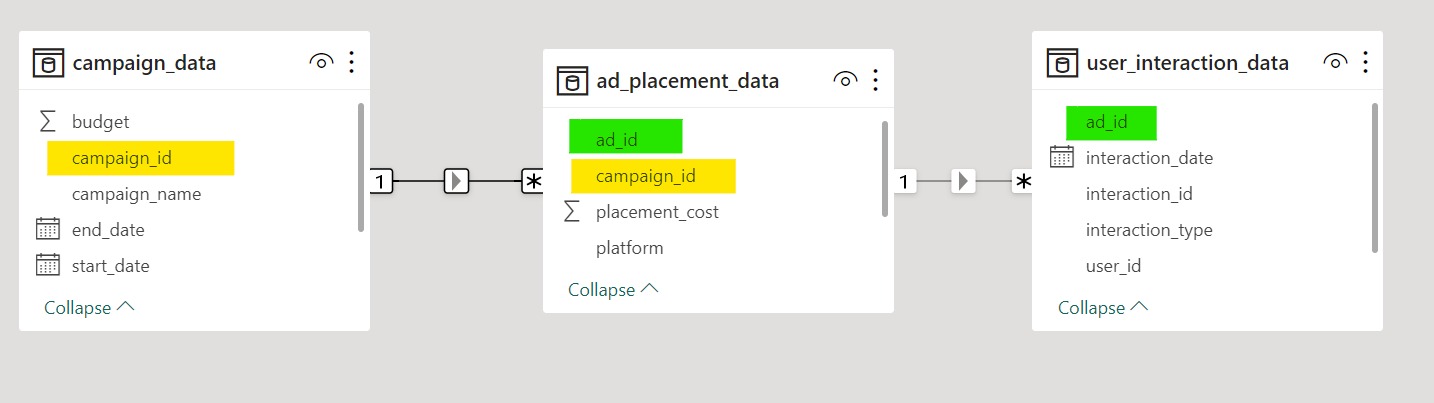 campaign_data
budget
campaign_id
campaign_name
end_date
start_date
Collapse
1
*
ad_placement_data
ad_id
campaign_id
placement_cost
platform
Collapse
1
*
user_interaction_data
ad_id
interaction_date
interaction_id
interaction_type
user_id
Collapse